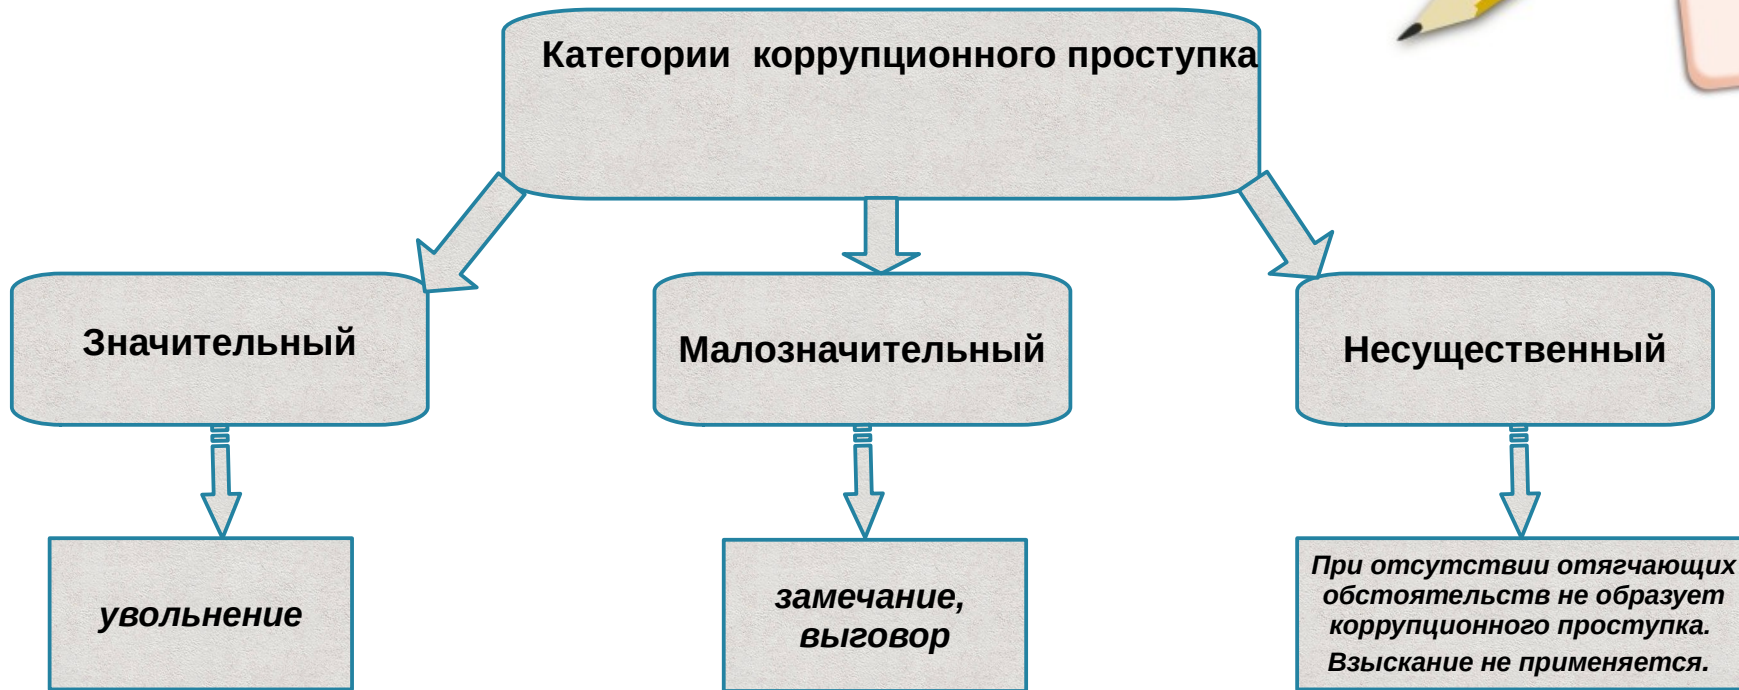 Категории коррупционного проступка
Значительный
Малозначительный
Несущественный
увольнение
замечание,
выговор
При отсутствии отягчающих
обстоятельств не образует
коррупционного проступка.
Взыскание не применяется.